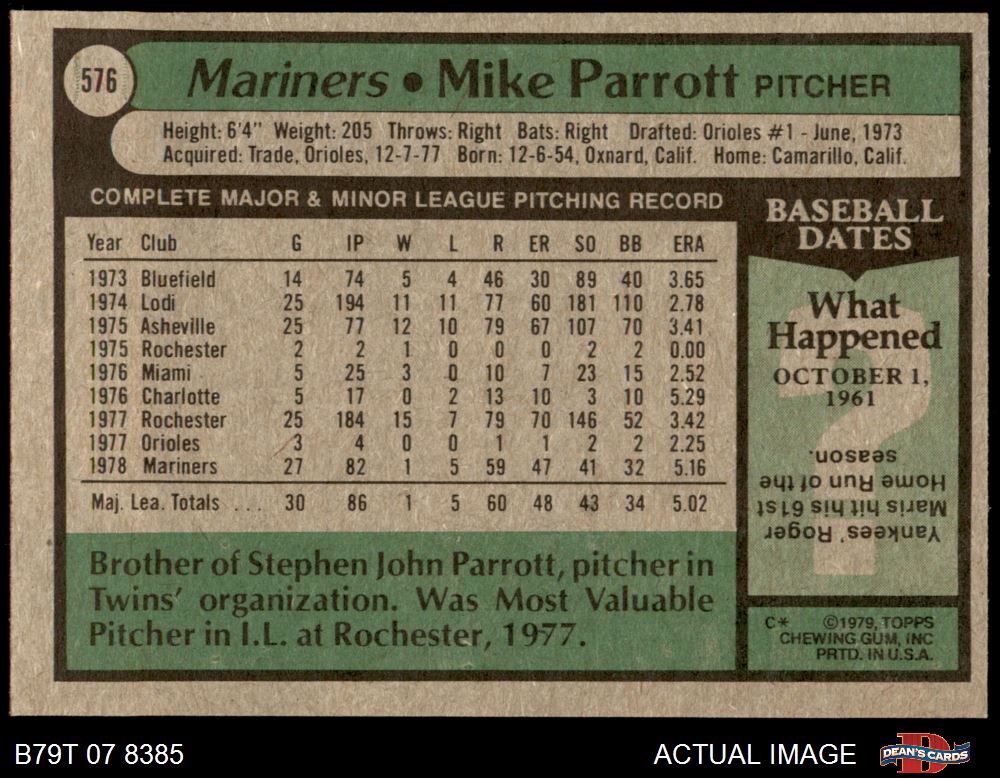 576
Mariners • Mike Parrott PITCHER
Height: 6'4" Weight: 205 Throws: Right Bats: Right Drafted: Orioles #1 - June, 1973
Acquired: Trade, Orioles, 12-7-77 Born: 12-6-54, Oxnard, Calif. Home: Camarillo, Calif.
COMPLETE MAJOR & MINOR LEAGUE PITCHING RECORD
Year Club G IP W L R ER SO BB ERA
1973 Bluefield 14 74 5 4 46 30 89 40 3.65
1974 Lodi 25 194 11 11 77 60 181 110 2.78
1975 Asheville 25 77 12 10 79 67 107 70 3.41
1975 Rochester 2 2 1 0 0 0 2 2 0.00
1976 Miami 5 25 3 0 10 7 23 15 2.52
1976 Charlotte 5 17 0 2 13 10 3 10 5.29
1977 Rochester 25 184 15 7 79 70 146 52 3.42
1977 Orioles 3 4 0 0 1 1 2 2 2.25
1978 Mariners 27 82 1 5 59 47 41 32 5.16
Maj. Lea. Totals ... 30 86 1 5 60 48 43 34 5.02
Brother of Stephen John Parrott, pitcher in
Twins' organization. Was Most Valuable
Pitcher in I.L. at Rochester, 1977.
BASEBALL
DATES
What
Happened
OCTOBER 1,
1961
?
Yankees' Roger
Maris hit his 61st
Home Run of the
season.
C* ©1979, TOPPS
CHEWING GUM, INC
PRTD. IN U.S.A.
B79T 07 8385
ACTUAL IMAGE
D
DEAN'S CARDS